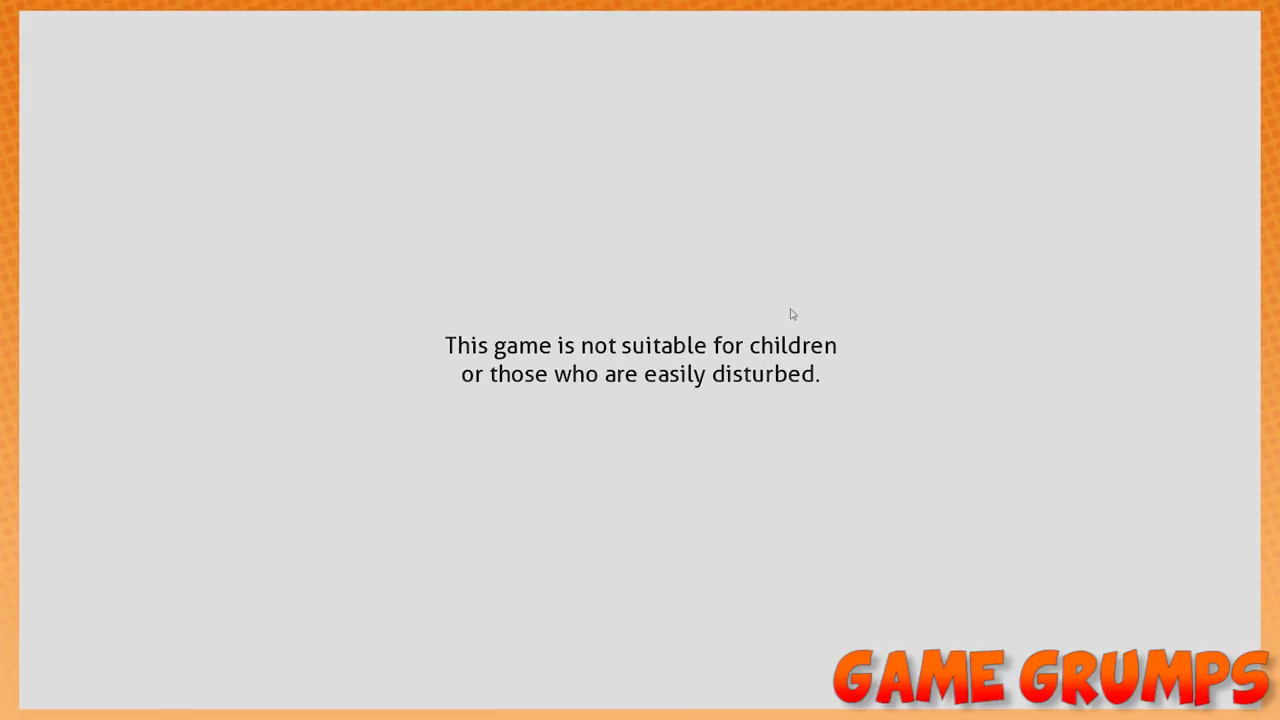 This game is not suitable for children
or those who are easily disturbed.
GAME GRUMPS